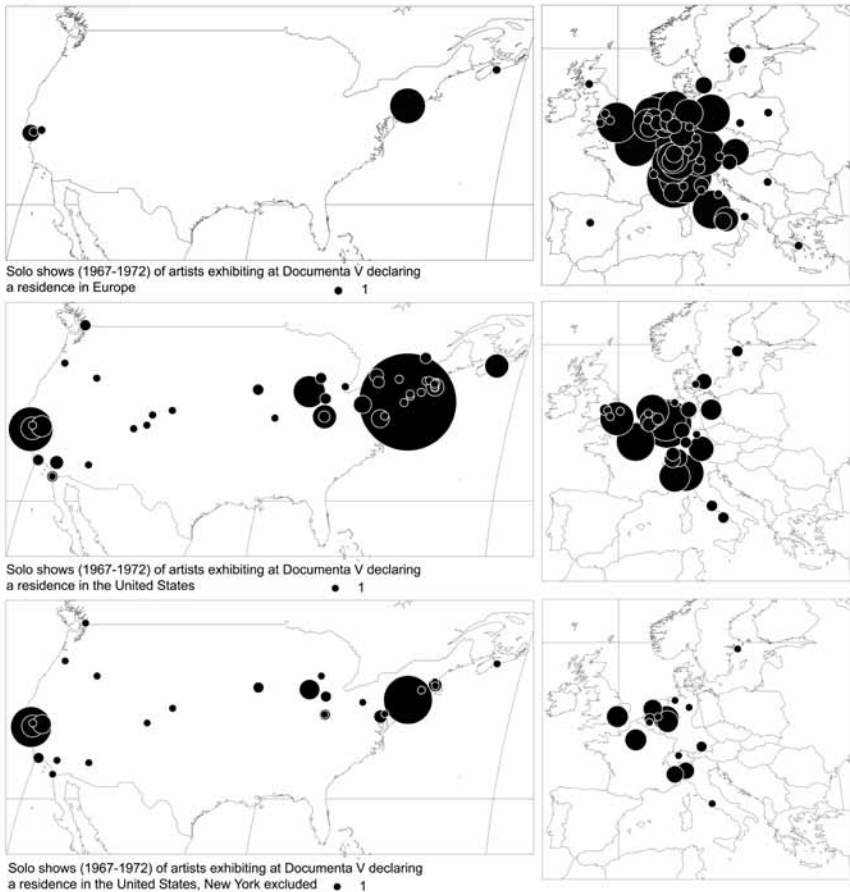 Solo shows (1967-1972) of artists exhibiting at Documenta V declaring
a residence in Europe 1
Solo shows (1967-1972) of artists exhibiting at Documenta V declaring
a residence in the United States 1
Solo shows (1967-1972) of artists exhibiting at Documenta V declaring
a residence in the United States, New York excluded 1